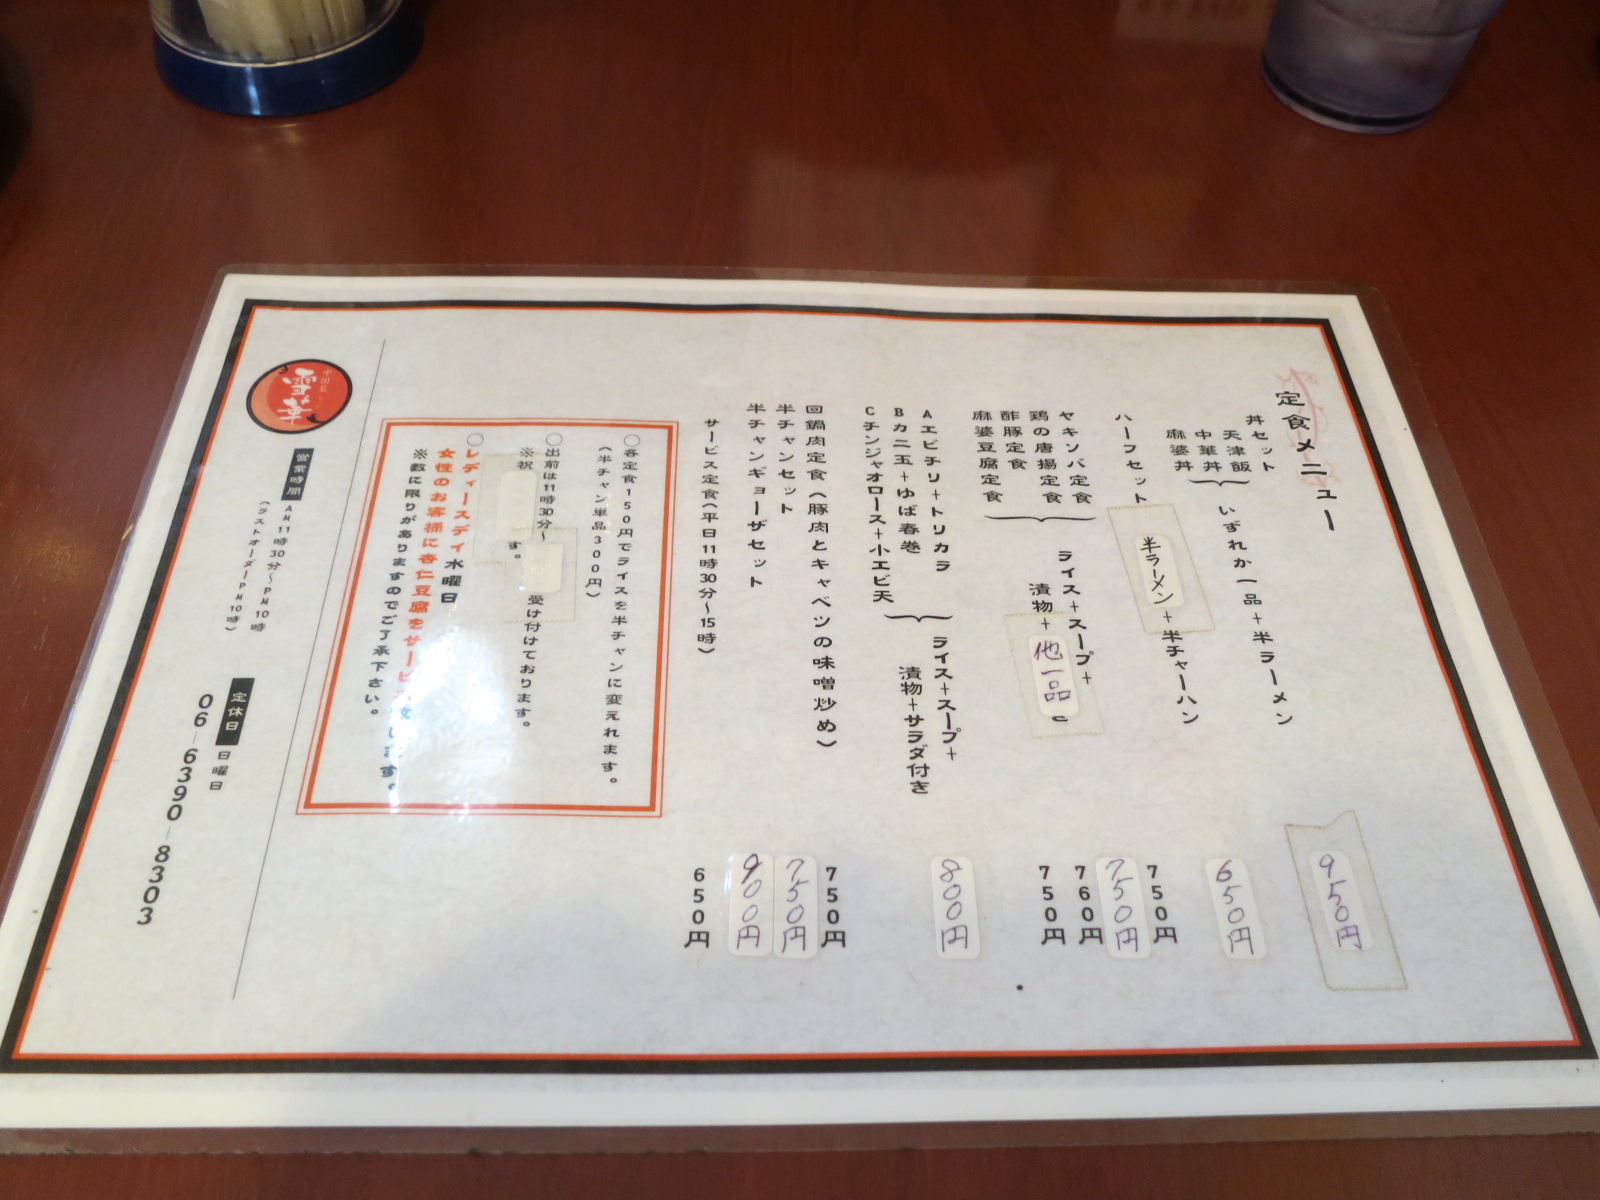 定食メニュー
丼セット
天津飯
中華丼
麻婆丼
いずれか一品+半ラーメン
950円
ハーフセット
半ラーメン+半チャーハン
650円
ヤキソバ定食
750円
鶏の唐揚定食
750円
酢豚定食
760円
麻婆豆腐定食
750円
ライス+スープ+
漬物+他一品
Aエビチリ+トリカラ
Bカニ玉+ゆば春巻
Cチンジャオロース+小エビ天
ライス+スープ+
漬物+サラダ付き
800円
回鍋肉定食(豚肉とキャベツの味噌炒め)
750円
半チャンセット
750円
半チャンギョーザセット
900円
サービス定食(平日11時30分〜15時)
650円
○各定食150円でライスを半チャンに変えれます。
(半チャン単品300円)
○出前は11時30分〜 受け付けております。
※祝 す。
○レディースデイ水曜日
女性のお客様に杏仁豆腐をサービス致します。
※数に限りがありますのでご了承下さい。
雪華
営業時間 AM11時30分〜PM10時
(ラストオーダーPM10時)
定休日 日曜日
06-6390-8303